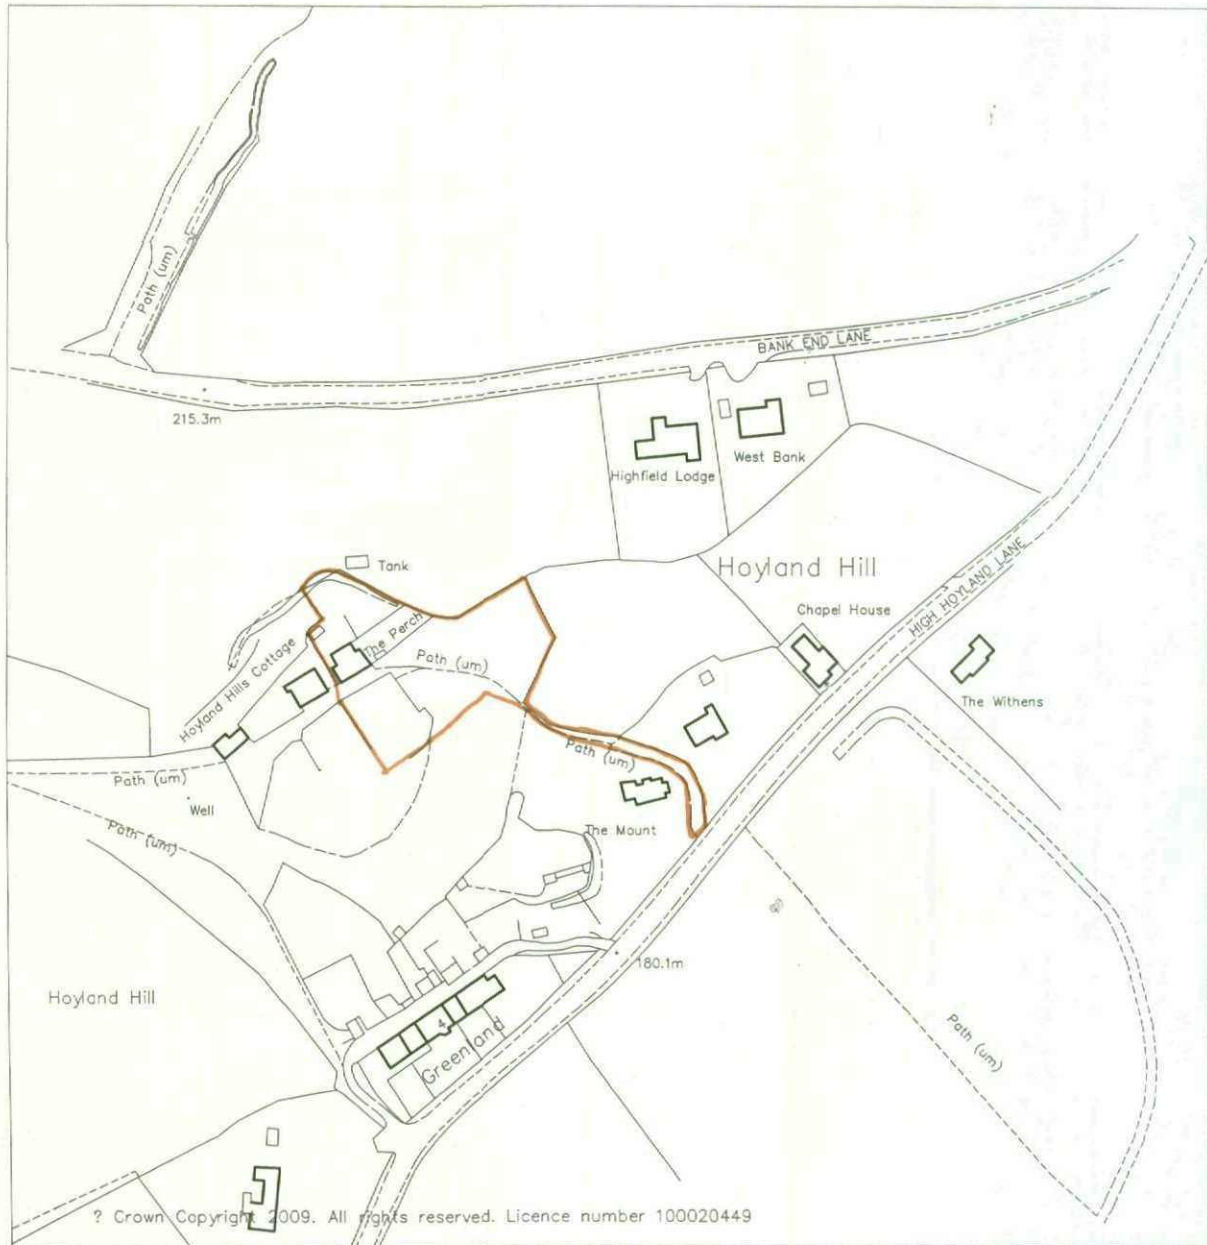 Path (um)
BANK END LANE
215.3m
West Bank
Highfield Lodge
Tank
Hoyland Hill
HIGH HOYLAND LANE
Chapel House
The Perch
Hoyland Hills Cottage
Path (um)
The Withens
Path (um)
Path (um)
Well
Path (um)
The Mount
180.1m
Hoyland Hill
4
Greenland
Path (um)
? Crown Copyright 2009. All rights reserved. Licence number 100020449